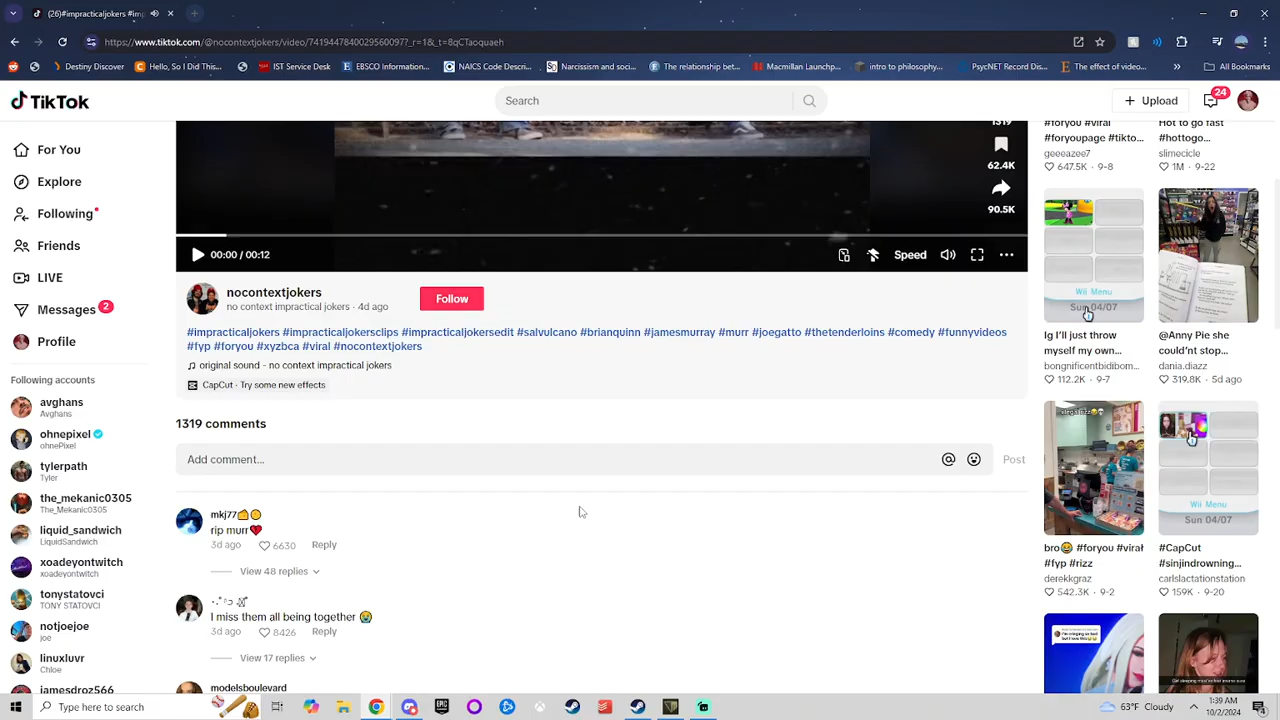 (26)#impracticaljokers #imp
https://www.tiktok.com/@nocontextjokers/video/7419447840029560097?_r=1&_t=8qCTaoquaeh
Destiny Discover
Hello, So I Did This...
IST Service Desk
EBSCO Information...
NAICS Code Descri...
Narcissism and soci...
The relationship bet...
Macmillan Launchp...
intro to philosophy...
PsycNET Record Dis...
The effect of video...
TikTok
Search
Upload
24
For You
Explore
Following
Friends
LIVE
Messages
2
Profile
Following accounts
avghans
Avghans
ohnepixel
ohnePixel
tylerpath
Tyler
the_mekanic0305
The_Mekanic0305
liquid_sandwich
LiquidSandwich
xoadeyontwitch
xoadeyontwitch
tonystatovci
TONY STATOVCI
notjoejoe
joe
linuxluvr
Chloe
jamesdroz566
1319
62.4K
90.5K
00:00 / 00:12
Speed
nocontextjokers
no context impractical jokers · 4d ago
Follow
#impracticaljokers #impracticaljokersclips #impracticaljokersedit #salvulcano #brianquinn #jamesmurray #murr #joegatto #thetenderloins #comedy #funnyvideos
#fyp #foryou #xyzbca #viral #nocontextjokers
original sound - no context impractical jokers
CapCut · Try some new effects
1319 comments
Add comment...
Post
mkj77
rip murr
3d ago
6630
Reply
View 48 replies
I miss them all being together
3d ago
8426
Reply
View 17 replies
modelsboulevard
#foryou #viral
#foryoupage #tikto...
geeeazee7
647.5K · 9-8
Hot to go fast
#hottogo...
slimecicle
1M · 9-22
Wii Menu
Sun 04/07
Ig I'll just throw
myself my own...
bongnificentbidibom...
112.2K · 9-7
@Anny Pie she
could'nt stop...
dania.diazz
319.8K · 5d ago
bro😆 #foryou #viral
#fyp #rizz
derekkgraz
542.3K · 9-2
Wii Menu
Sun 04/07
#CapCut
#sinjindrowning...
carlslactationstation
159K · 9-20
Type here to search
EPIC
63°F Cloudy
1:39 AM
10/2/2024
4